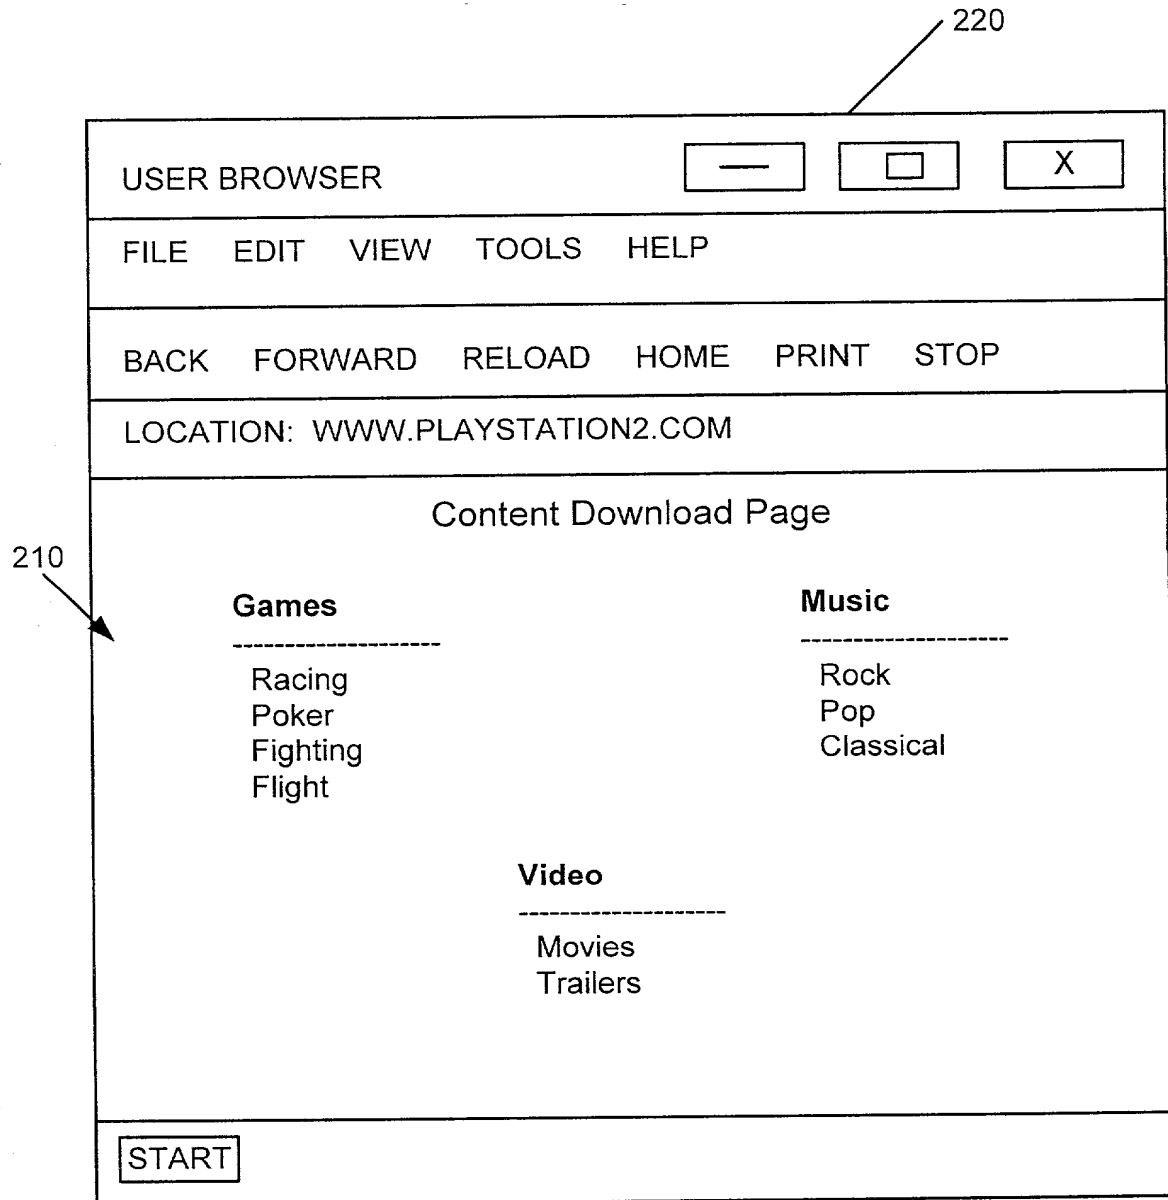 220
USER BROWSER X
FILE EDIT VIEW TOOLS HELP
BACK FORWARD RELOAD HOME PRINT STOP
LOCATION: WWW.PLAYSTATION2.COM
Content Download Page
210
Games
Racing
Poker
Fighting
Flight
Music
Rock
Pop
Classical
Video
Movies
Trailers
START